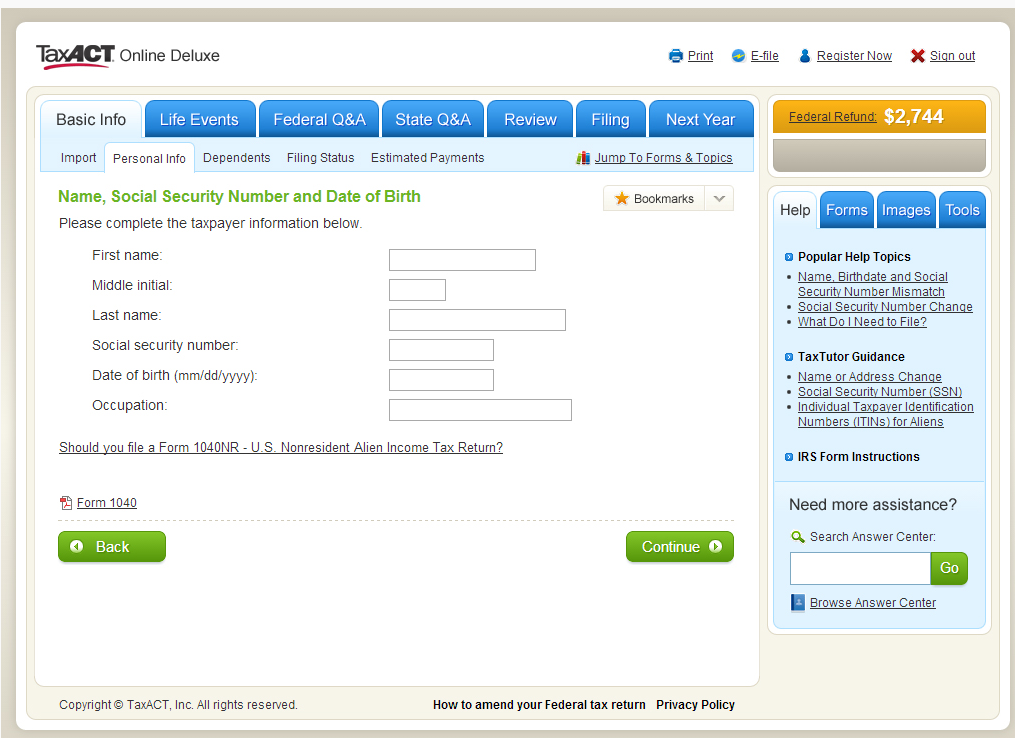 TaxACT. Online Deluxe
Print E-file Register Now Sign out
Basic Info Life Events Federal Q&A State Q&A Review Filing Next Year
Import Personal Info Dependents Filing Status Estimated Payments Jump To Forms & Topics
Name, Social Security Number and Date of Birth
Bookmarks
Please complete the taxpayer information below.
First name:
Middle initial:
Last name:
Social security number:
Date of birth (mm/dd/yyyy):
Occupation:
Should you file a Form 1040NR - U.S. Nonresident Alien Income Tax Return?
Form 1040
Back Continue
Federal Refund: $2,744
Help Forms Images Tools
Popular Help Topics
• Name, Birthdate and Social
Security Number Mismatch
• Social Security Number Change
• What Do I Need to File?
TaxTutor Guidance
• Name or Address Change
• Social Security Number (SSN)
• Individual Taxpayer Identification
Numbers (ITINs) for Aliens
IRS Form Instructions
Need more assistance?
Search Answer Center:
Go
Browse Answer Center
Copyright © TaxACT, Inc. All rights reserved. How to amend your Federal tax return Privacy Policy